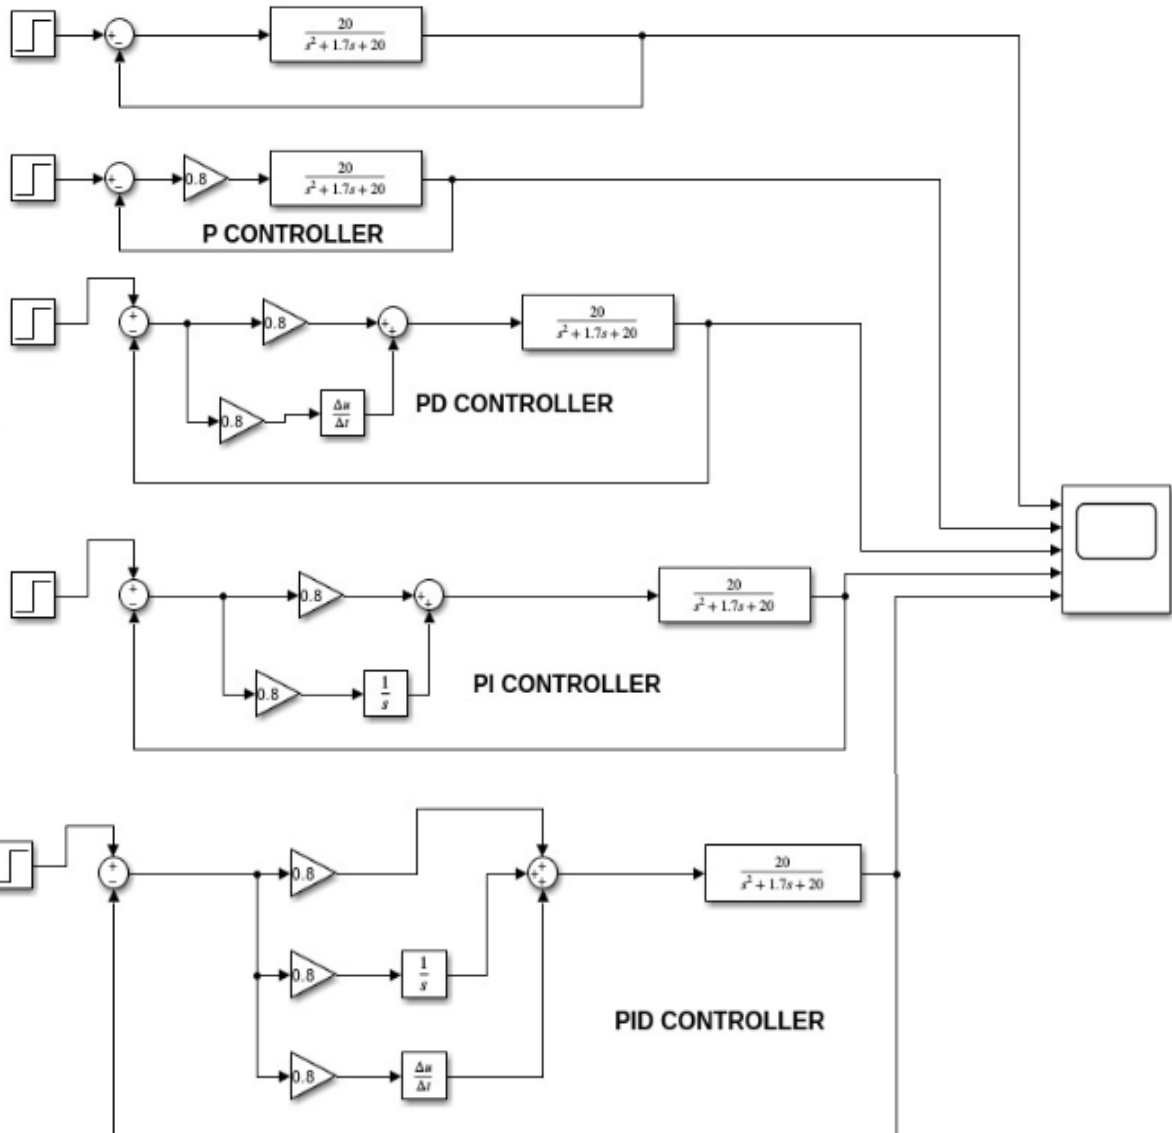 +
−
20
s² + 1.7s + 20
+
−
0.8
20
s² + 1.7s + 20
P CONTROLLER
+
−
0.8
+
+
20
s² + 1.7s + 20
0.8
Δu
Δt
PD CONTROLLER
+
−
0.8
+
+
20
s² + 1.7s + 20
0.8
1
s
PI CONTROLLER
+
−
0.8
+
+
+
20
s² + 1.7s + 20
0.8
1
s
PID CONTROLLER
0.8
Δu
Δt